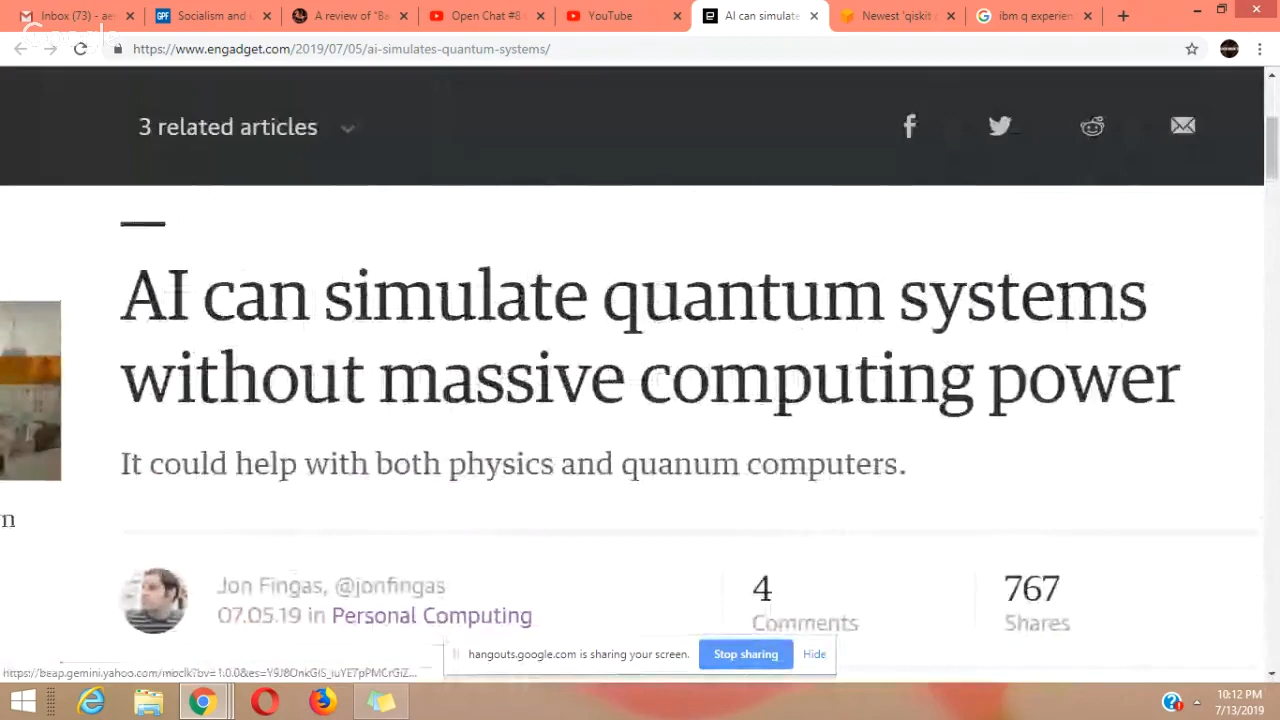 Inbox (73) - ae
Socialism and
A review of "Ba
Open Chat #8
YouTube
AI can simulate
Newest 'qiskit
ibm q experien
https://www.engadget.com/2019/07/05/ai-simulates-quantum-systems/
3 related articles
AI can simulate quantum systems
without massive computing power
It could help with both physics and quanum computers.
n
Jon Fingas, @jonfingas
07.05.19 in Personal Computing
4
Comments
767
Shares
hangouts.google.com is sharing your screen.
Stop sharing
Hide
10:12 PM
7/13/2019